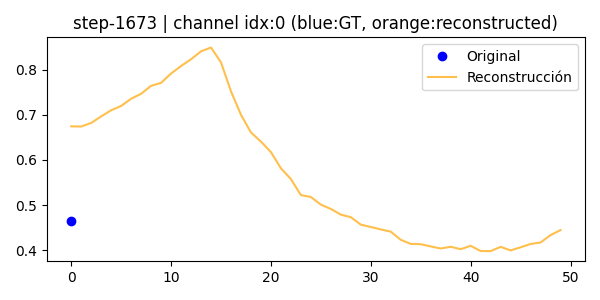 step-1673 | channel idx:0 (blue:GT, orange:reconstructed)
Original
Reconstrucción
0.8
0.7
0.6
0.5
0.4
0 10 20 30 40 50